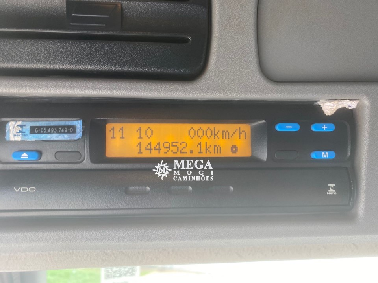 11 10 000km/h
144952.1km
MEGA
MOGI
CAMINHÕES
VDO
M